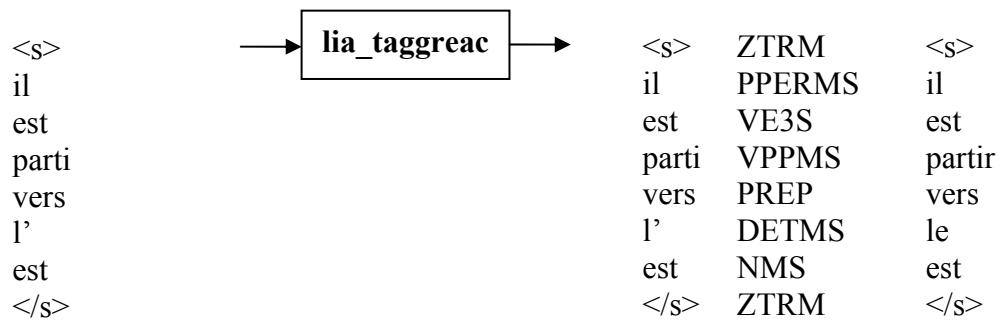 lia_taggreac
<s> <s> ZTRM <s>
il il PPERMS il
est est VE3S est
parti parti VPPMS partir
vers vers PREP vers
l’ l’ DETMS le
est est NMS est
</s> </s> ZTRM </s>